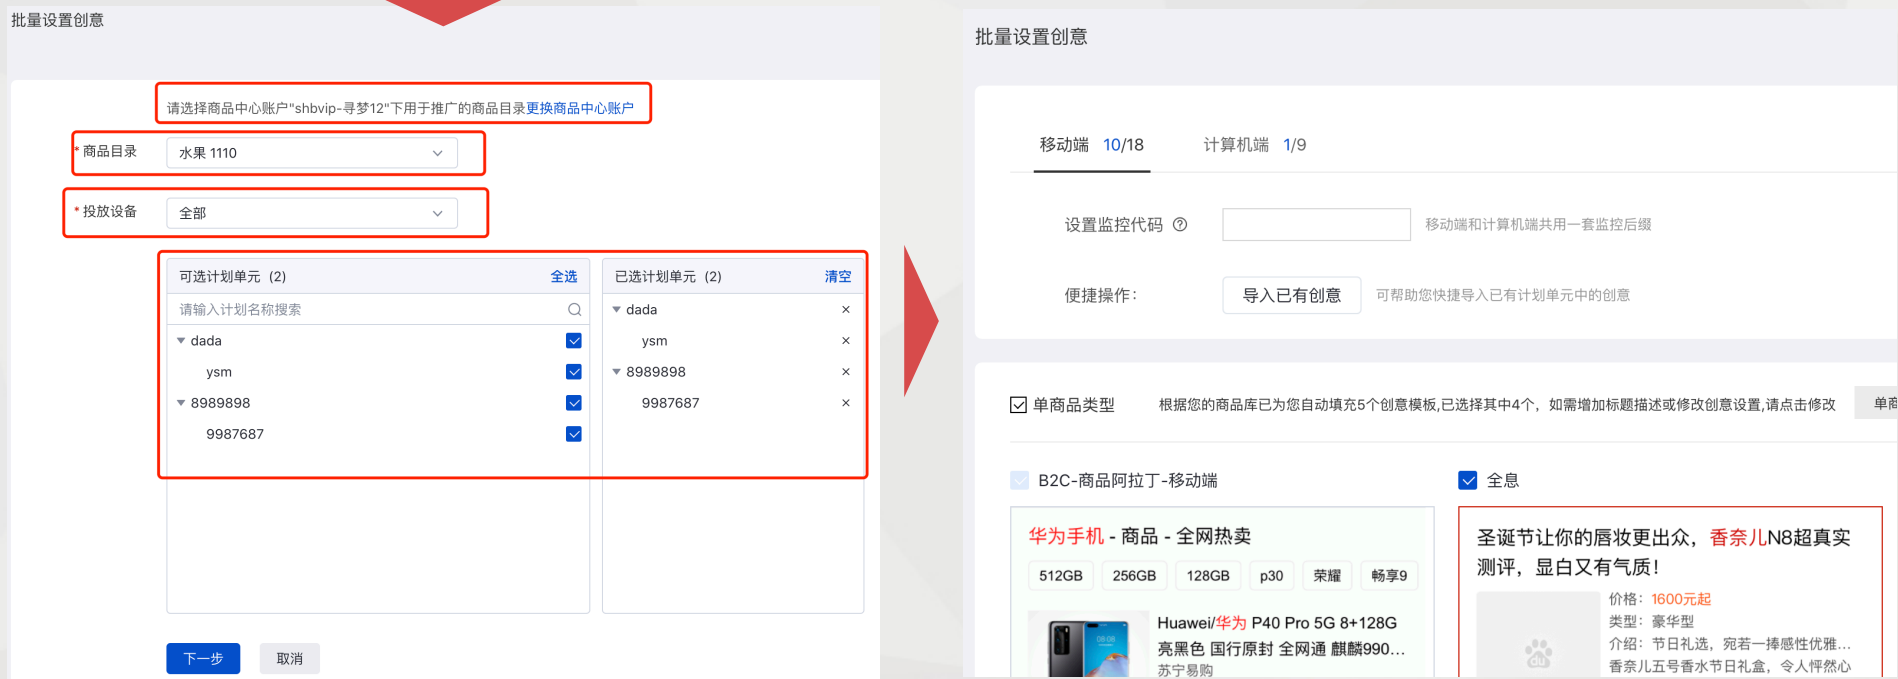 批量设置创意
请选择商品中心账户"shbvip-寻梦12"下用于推广的商品目录更换商品中心账户
* 商品目录 水果 1110
* 投放设备 全部
可选计划单元 (2) 全选
请输入计划名称搜索
dada
ysm
8989898
9987687
已选计划单元 (2) 清空
dada ×
ysm ×
8989898 ×
9987687 ×
下一步 取消
批量设置创意
移动端 10/18 计算机端 1/9
设置监控代码 ? 移动端和计算机端共用一套监控后缀
便捷操作： 导入已有创意 可帮助您快捷导入已有计划单元中的创意
单商品类型 根据您的商品库已为您自动填充5个创意模板,已选择其中4个，如需增加标题描述或修改创意设置,请点击修改 单商
B2C-商品阿拉丁-移动端
华为手机 - 商品 - 全网热卖
512GB 256GB 128GB p30 荣耀 畅享9
Huawei/华为 P40 Pro 5G 8+128G
亮黑色 国行原封 全网通 麒麟990...
苏宁易购
08:08
全息
圣诞节让你的唇妆更出众，香奈儿N8超真实
测评，显白又有气质！
价格：1600元起
类型：豪华型
介绍：节日礼选，宛若一捧感性优雅...
香奈儿五号香水节日礼盒，令人怦然心
du